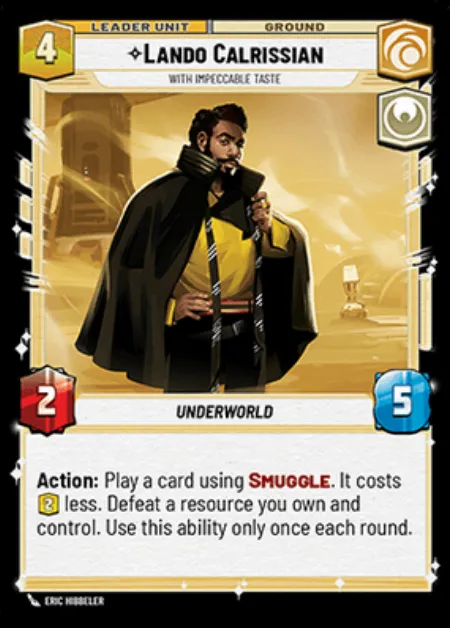 4
LEADER UNIT
GROUND
LANDO CALRISSIAN
WITH IMPECCABLE TASTE
2
UNDERWORLD
5
Action: Play a card using SMUGGLE. It costs
2 less. Defeat a resource you own and
control. Use this ability only once each round.
ERIC HIBBELER